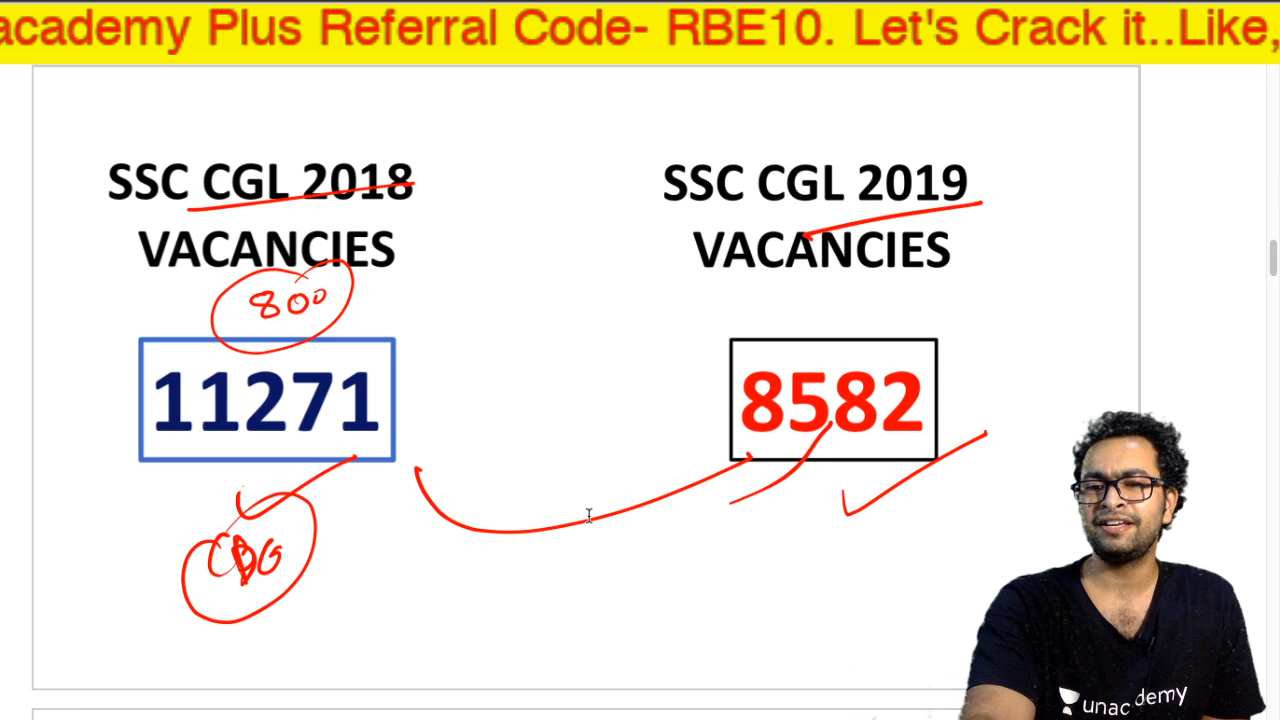 academy Plus Referral Code- RBE10. Let's Crack it..Like,
SSC CGL 2018
VACANCIES
800
11271
SSC CGL 2019
VACANCIES
8582
unacademy